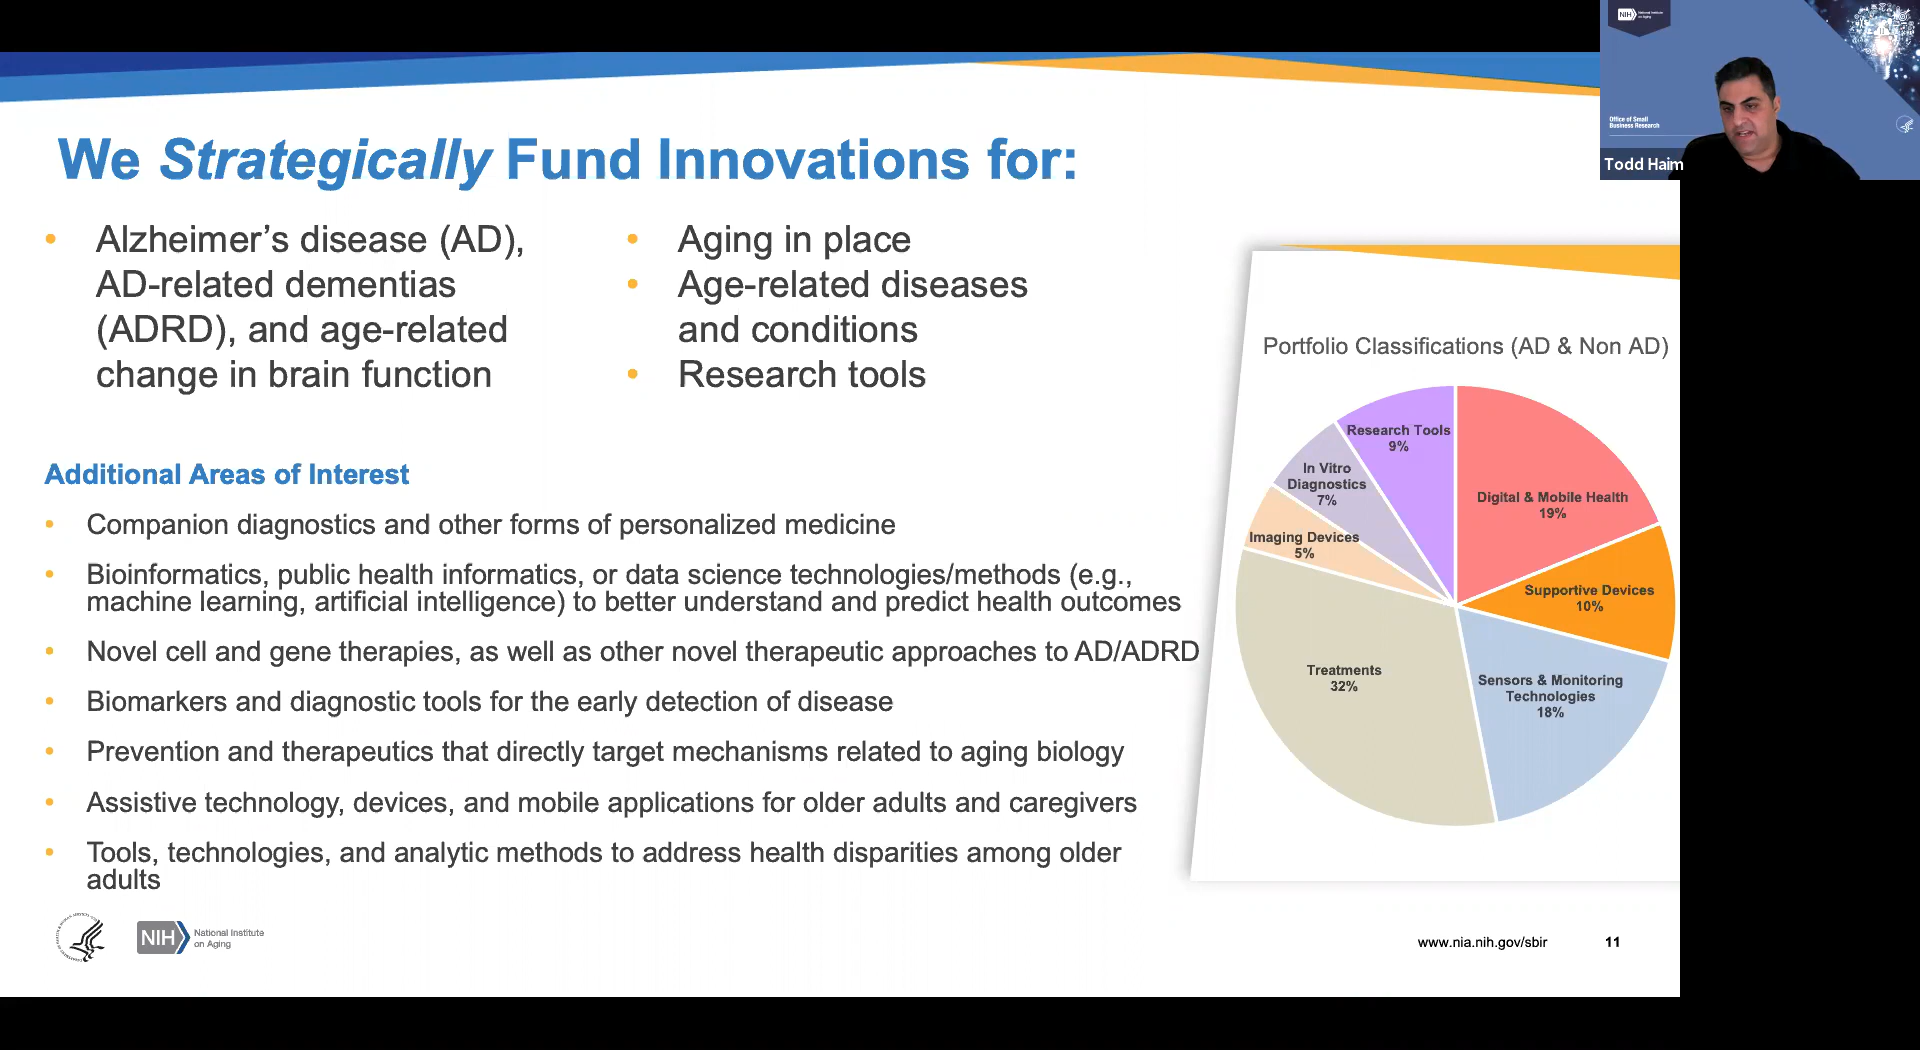 We Strategically Fund Innovations for:
• Alzheimer’s disease (AD),
AD-related dementias
(ADRD), and age-related
change in brain function
• Aging in place
• Age-related diseases
and conditions
• Research tools
Additional Areas of Interest
• Companion diagnostics and other forms of personalized medicine
• Bioinformatics, public health informatics, or data science technologies/methods (e.g.,
machine learning, artificial intelligence) to better understand and predict health outcomes
• Novel cell and gene therapies, as well as other novel therapeutic approaches to AD/ADRD
• Biomarkers and diagnostic tools for the early detection of disease
• Prevention and therapeutics that directly target mechanisms related to aging biology
• Assistive technology, devices, and mobile applications for older adults and caregivers
• Tools, technologies, and analytic methods to address health disparities among older
adults
Portfolio Classifications (AD & Non AD)
Research Tools
9%
In Vitro
Diagnostics
7%
Imaging Devices
5%
Digital & Mobile Health
19%
Supportive Devices
10%
Sensors & Monitoring
Technologies
18%
Treatments
32%
NIH
National Institute
on Aging
www.nia.nih.gov/sbir
11
NIH
National Institute
on Aging
Office of Small
Business Research
Todd Haim